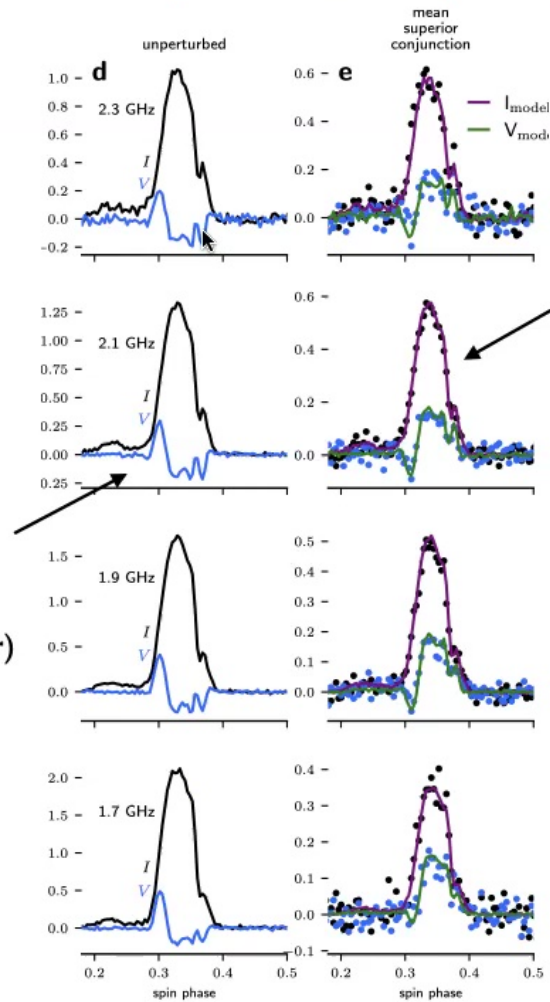 unperturbed
mean
superior
conjunction
d
e
2.3 GHz
I
V
1.0
0.8
0.6
0.4
0.2
0.0
−0.2
0.6
0.4
0.2
0.0
I model
V mode
2.1 GHz
I
V
1.25
1.00
0.75
0.50
0.25
0.00
0.25
0.6
0.4
0.2
0.0
1.9 GHz
I
V
1.5
1.0
0.5
0.0
0.5
0.4
0.3
0.2
0.1
0.0
r)
1.7 GHz
I
V
2.0
1.5
1.0
0.5
0.0
0.4
0.3
0.2
0.1
0.0
−0.1
0.2
0.3
0.4
0.5
0.2
0.3
0.4
0.5
spin phase
spin phase